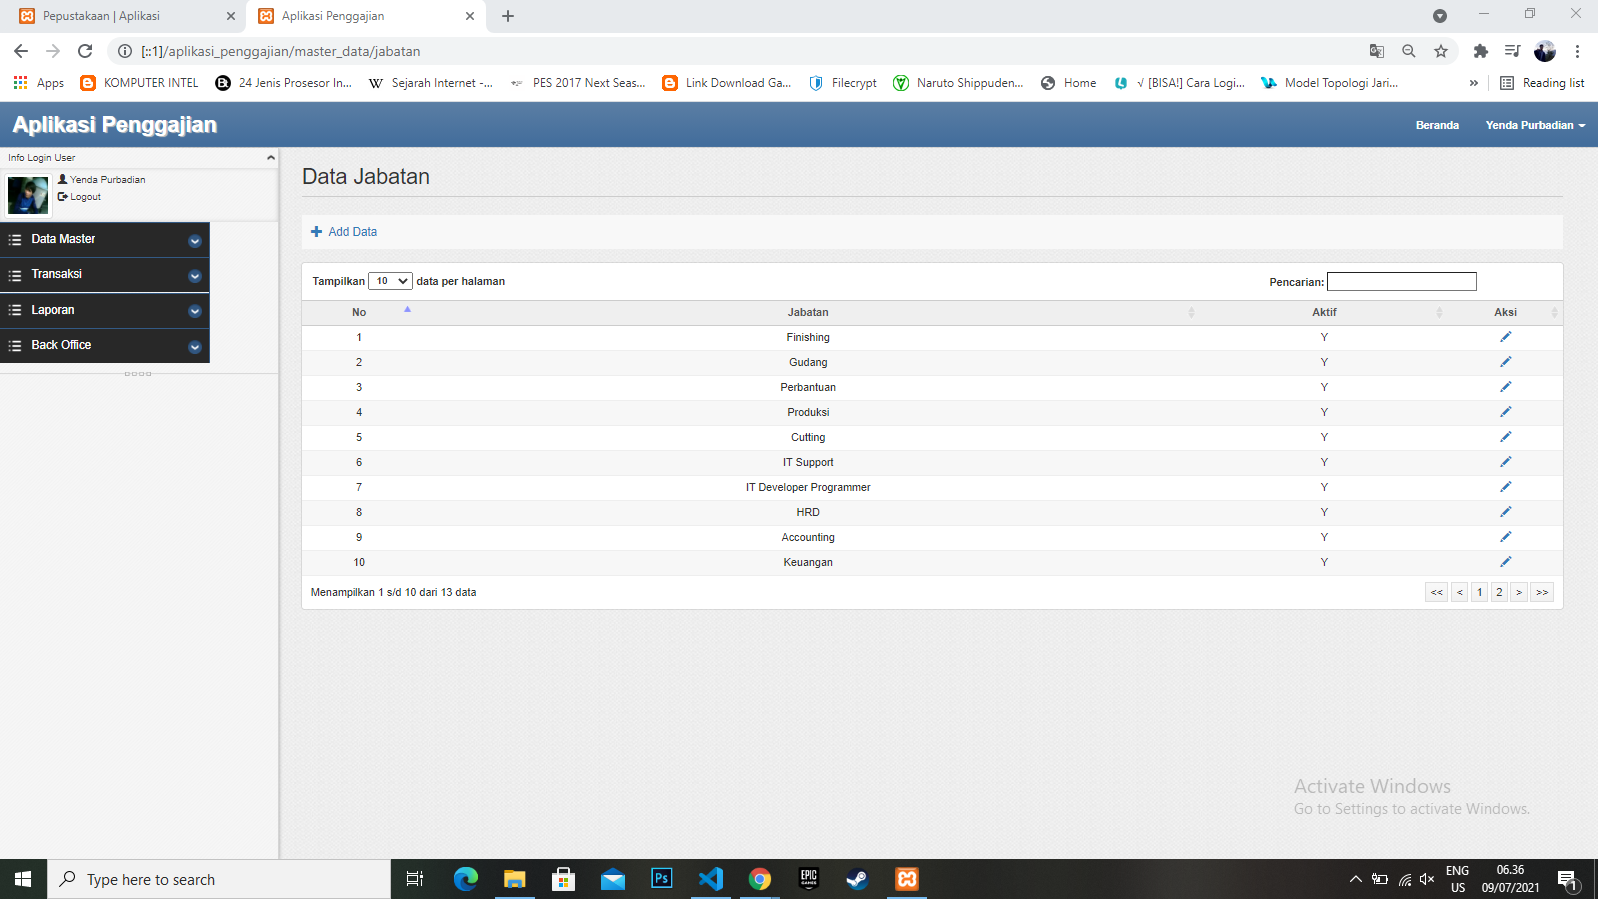 Pepustakaan | Aplikasi
Aplikasi Penggajian
[::1]/aplikasi_penggajian/master_data/jabatan
Apps
KOMPUTER INTEL
24 Jenis Prosesor In...
Sejarah Internet -...
PES 2017 Next Seas...
Link Download Ga...
Filecrypt
Naruto Shippuden...
Home
√ [BISA!] Cara Logi...
Model Topologi Jari...
»
Reading list
Aplikasi Penggajian
Beranda
Yenda Purbadian
Info Login User
Yenda Purbadian
Logout
Data Master
Transaksi
Laporan
Back Office
Data Jabatan
Add Data
Tampilkan 10 data per halaman
Pencarian:
No Jabatan Aktif Aksi
1 Finishing Y
2 Gudang Y
3 Perbantuan Y
4 Produksi Y
5 Cutting Y
6 IT Support Y
7 IT Developer Programmer Y
8 HRD Y
9 Accounting Y
10 Keuangan Y
Menampilkan 1 s/d 10 dari 13 data
<< < 1 2 > >>
Activate Windows
Go to Settings to activate Windows.
Type here to search
Ps
EPIC
GAMES
ENG
US
06.36
09/07/2021
1